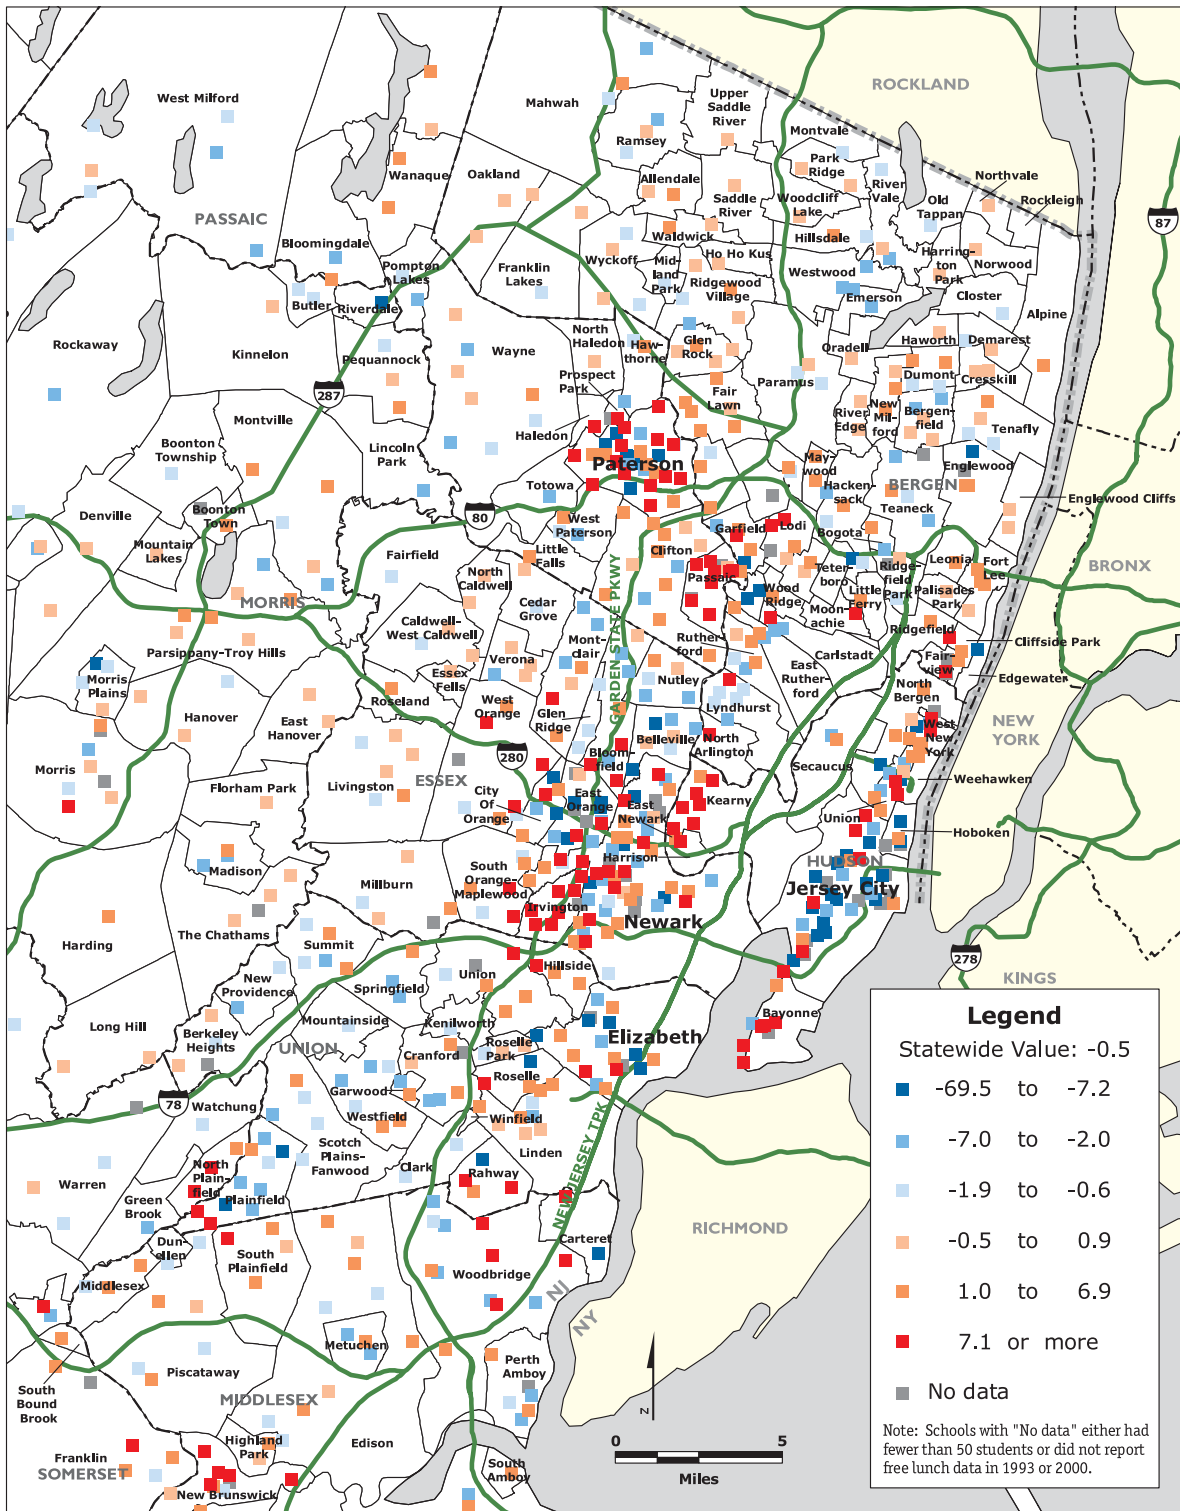 ROCKLAND
West Milford
Mahwah
Upper
Saddle
River
Ramsey
Montvale
Park
Ridge
Northvale
Wanaque
Oakland
Allendale
Saddle
River
Woodcliff
Lake
River
Vale
Old
Tappan
Rockleigh
87
PASSAIC
Bloomingdale
Waldwick
Hillsdale
Wyckoff
Ho Ho Kus
Mid-
land
Park
Westwood
Harring-
ton
Park
Norwood
Pompton
Lakes
Franklin
Lakes
Ridgewood
Village
Emerson
Closter
Butler
Riverdale
Alpine
Rockaway
Kinnelon
Pequannock
Wayne
North
Haledon
Haw-
thorne
Glen
Rock
Oradell
Haworth
Demarest
Prospect
Park
Paramus
Dumont
Cresskill
287
Fair
Lawn
Montville
River
Edge
New
Mil-
ford
Bergen-
field
Tenafly
Boonton
Township
Lincoln
Park
Haledon
Paterson
May-
wood
Englewood
Totowa
Hacken-
sack
BERGEN
Englewood Cliffs
Denville
Boonton
Town
80
Teaneck
Mountain
Lakes
West
Paterson
Garfield
Lodi
Bogota
Fairfield
Little
Falls
Clifton
Leonia
Fort
Lee
BRONX
North
Caldwell
Passaic
Wood
Ridge
Teter-
boro
Ridge-
field
Park
Little
Ferry
Palisades
Park
MORRIS
Cedar
Grove
Moon-
achie
Caldwell-
West Caldwell
Ridgefield
Cliffside Park
Parsippany-Troy Hills
Mont-
clair
GARDEN STATE PKWY
Ruther-
ford
Carlstadt
Fair-
view
Verona
Essex
Fells
East
Ruther-
ford
Edgewater
Morris
Plains
Roseland
West
Orange
Nutley
North
Bergen
Hanover
East
Hanover
Glen
Ridge
Lyndhurst
NEW
YORK
Belleville
North
Arlington
West
New
York
280
Bloom-
field
Secaucus
Morris
ESSEX
Weehawken
Florham Park
Livingston
City
Of
Orange
East
Orange
East
Newark
Kearny
Union
Hoboken
Harrison
HUDSON
Madison
Millburn
South
Orange-
Maplewood
Jersey City
Irvington
Newark
The Chathams
Harding
Summit
278
Union
Hillside
KINGS
New
Providence
Springfield
Long Hill
Mountainside
Bayonne
Berkeley
Heights
UNION
Kenilworth
Elizabeth
Cranford
Roselle
Park
Roselle
Garwood
78
Watchung
Westfield
Winfield
Scotch
Plains-
Fanwood
Linden
NEW JERSEY TPK
Warren
North
Plain-
field
Clark
Rahway
Green
Brook
Plainfield
RICHMOND
Dun-
ellen
South
Plainfield
Carteret
Middlesex
Woodbridge
NJ
NY
Metuchen
Piscataway
Perth
Amboy
South
Bound
Brook
MIDDLESEX
Highland
Park
Edison
Franklin
SOMERSET
New Brunswick
South
Amboy
N
0 5
Miles
Legend
Statewide Value: -0.5
-69.5 to -7.2
-7.0 to -2.0
-1.9 to -0.6
-0.5 to 0.9
1.0 to 6.9
7.1 or more
No data
Note: Schools with "No data" either had
fewer than 50 students or did not report
free lunch data in 1993 or 2000.